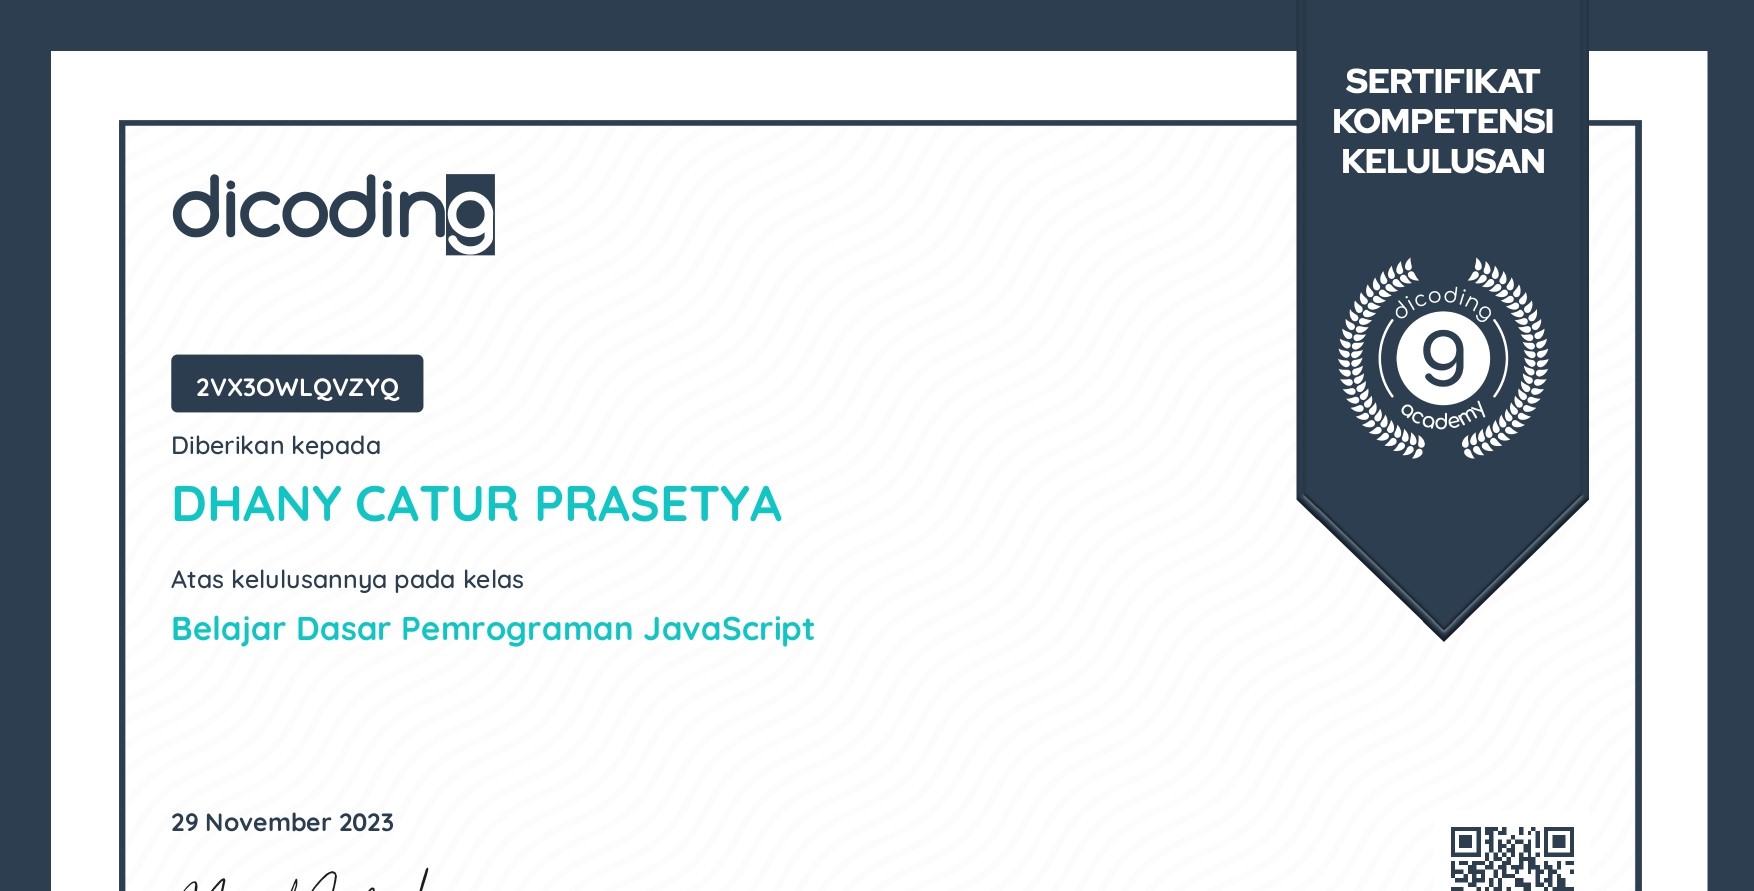 SERTIFIKAT
KOMPETENSI
KELULUSAN
dicoding
dicoding
g
academy
2VX3OWLQVZYQ
Diberikan kepada
DHANY CATUR PRASETYA
Atas kelulusannya pada kelas
Belajar Dasar Pemrograman JavaScript
29 November 2023